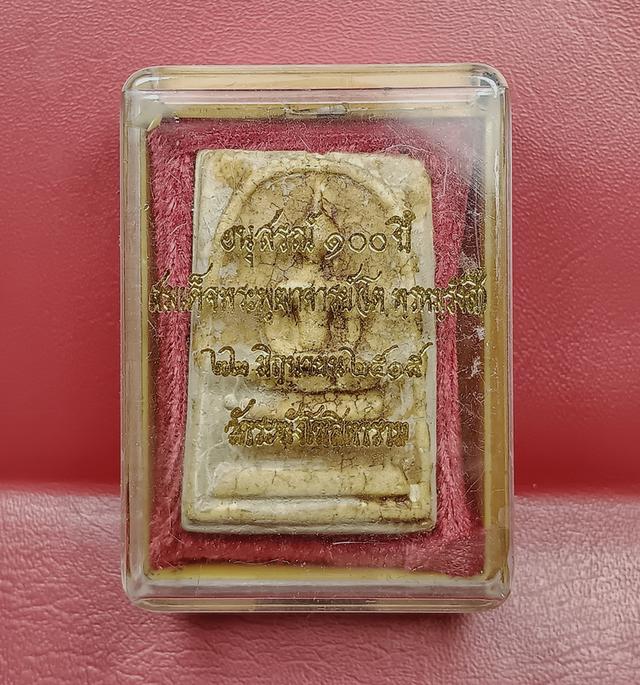 อนุสรณ์ ๑๐๐ ปี
สมเด็จพระพุฒาจารย์(โต พรหมรังสี)
๒๒ มิถุนายน ๒๕๑๕
วัดระฆังโฆสิตาราม